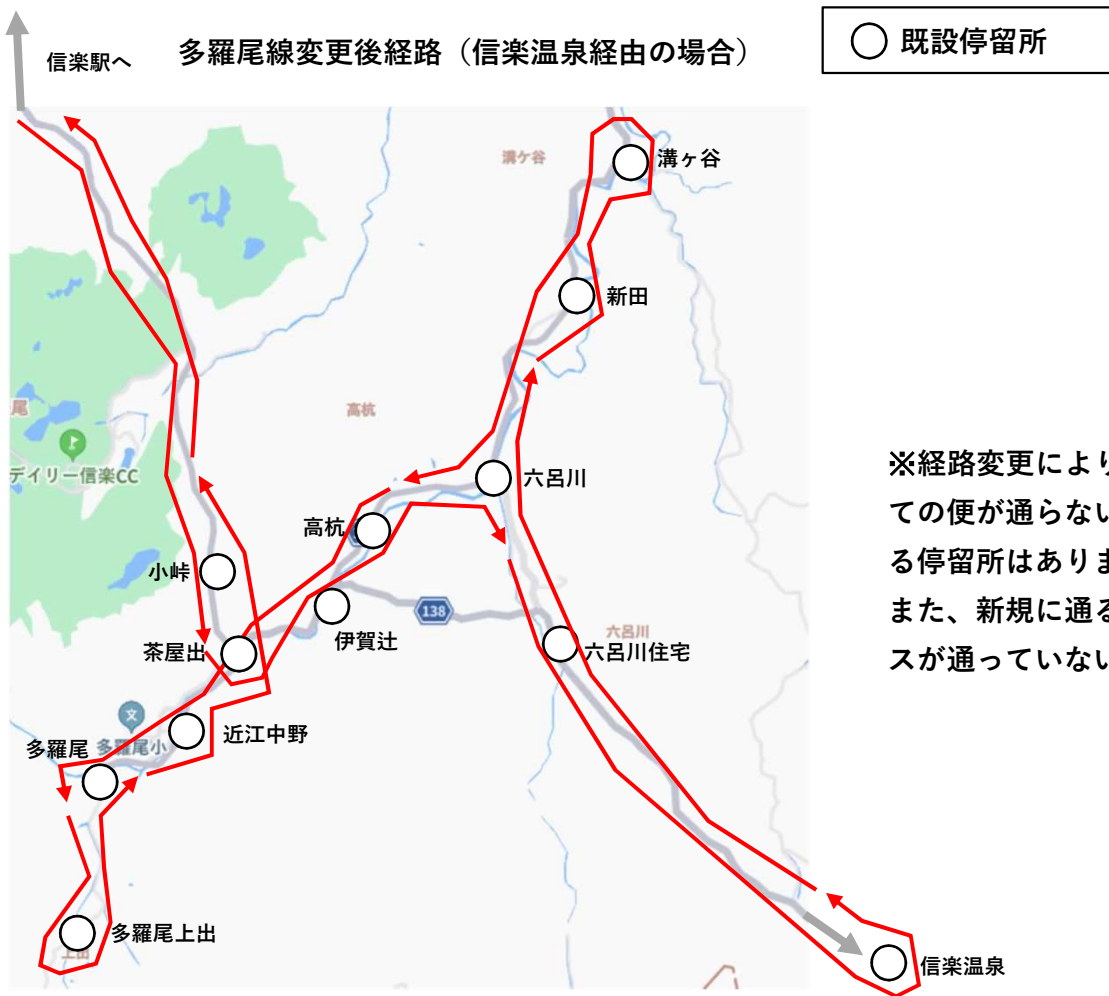 信楽駅へ
多羅尾線変更後経路（信楽温泉経由の場合）
既設停留所
溝ケ谷
溝ヶ谷
新田
高杭
尾
デイリー信楽CC
六呂川
高杭
小峠
138
伊賀辻
六呂川
六呂川住宅
茶屋出
近江中野
文
多羅尾
多羅尾小
多羅尾上出
上出
信楽温泉
※経路変更により
ての便が通らない
る停留所はありま
また、新規に通る
スが通っていない